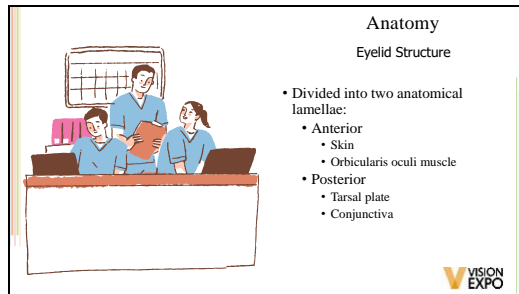 Anatomy
Eyelid Structure
• Divided into two anatomical
lamellae:
• Anterior
• Skin
• Orbicularis oculi muscle
• Posterior
• Tarsal plate
• Conjunctiva
VISION
EXPO